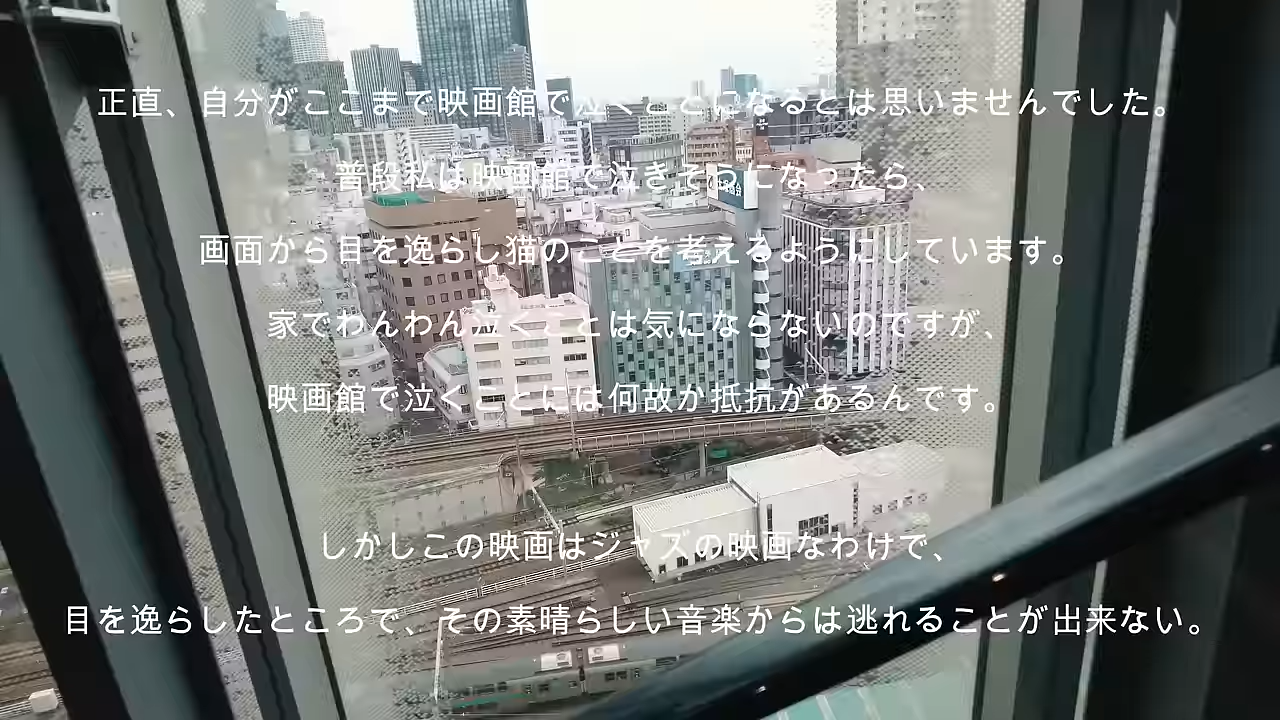 正直、自分がここまで映画館で泣くことになるとは思いませんでした。
普段私は映画館で泣きそうになったら、
画面から目を逸らし猫のことを考えるようにしています。
家でわんわん泣くことは気にならないのですが、
映画館で泣くことには何故か抵抗があるんです。
しかしこの映画はジャズの映画なわけで、
目を逸らしたところで、その素晴らしい音楽からは逃れることが出来ない。